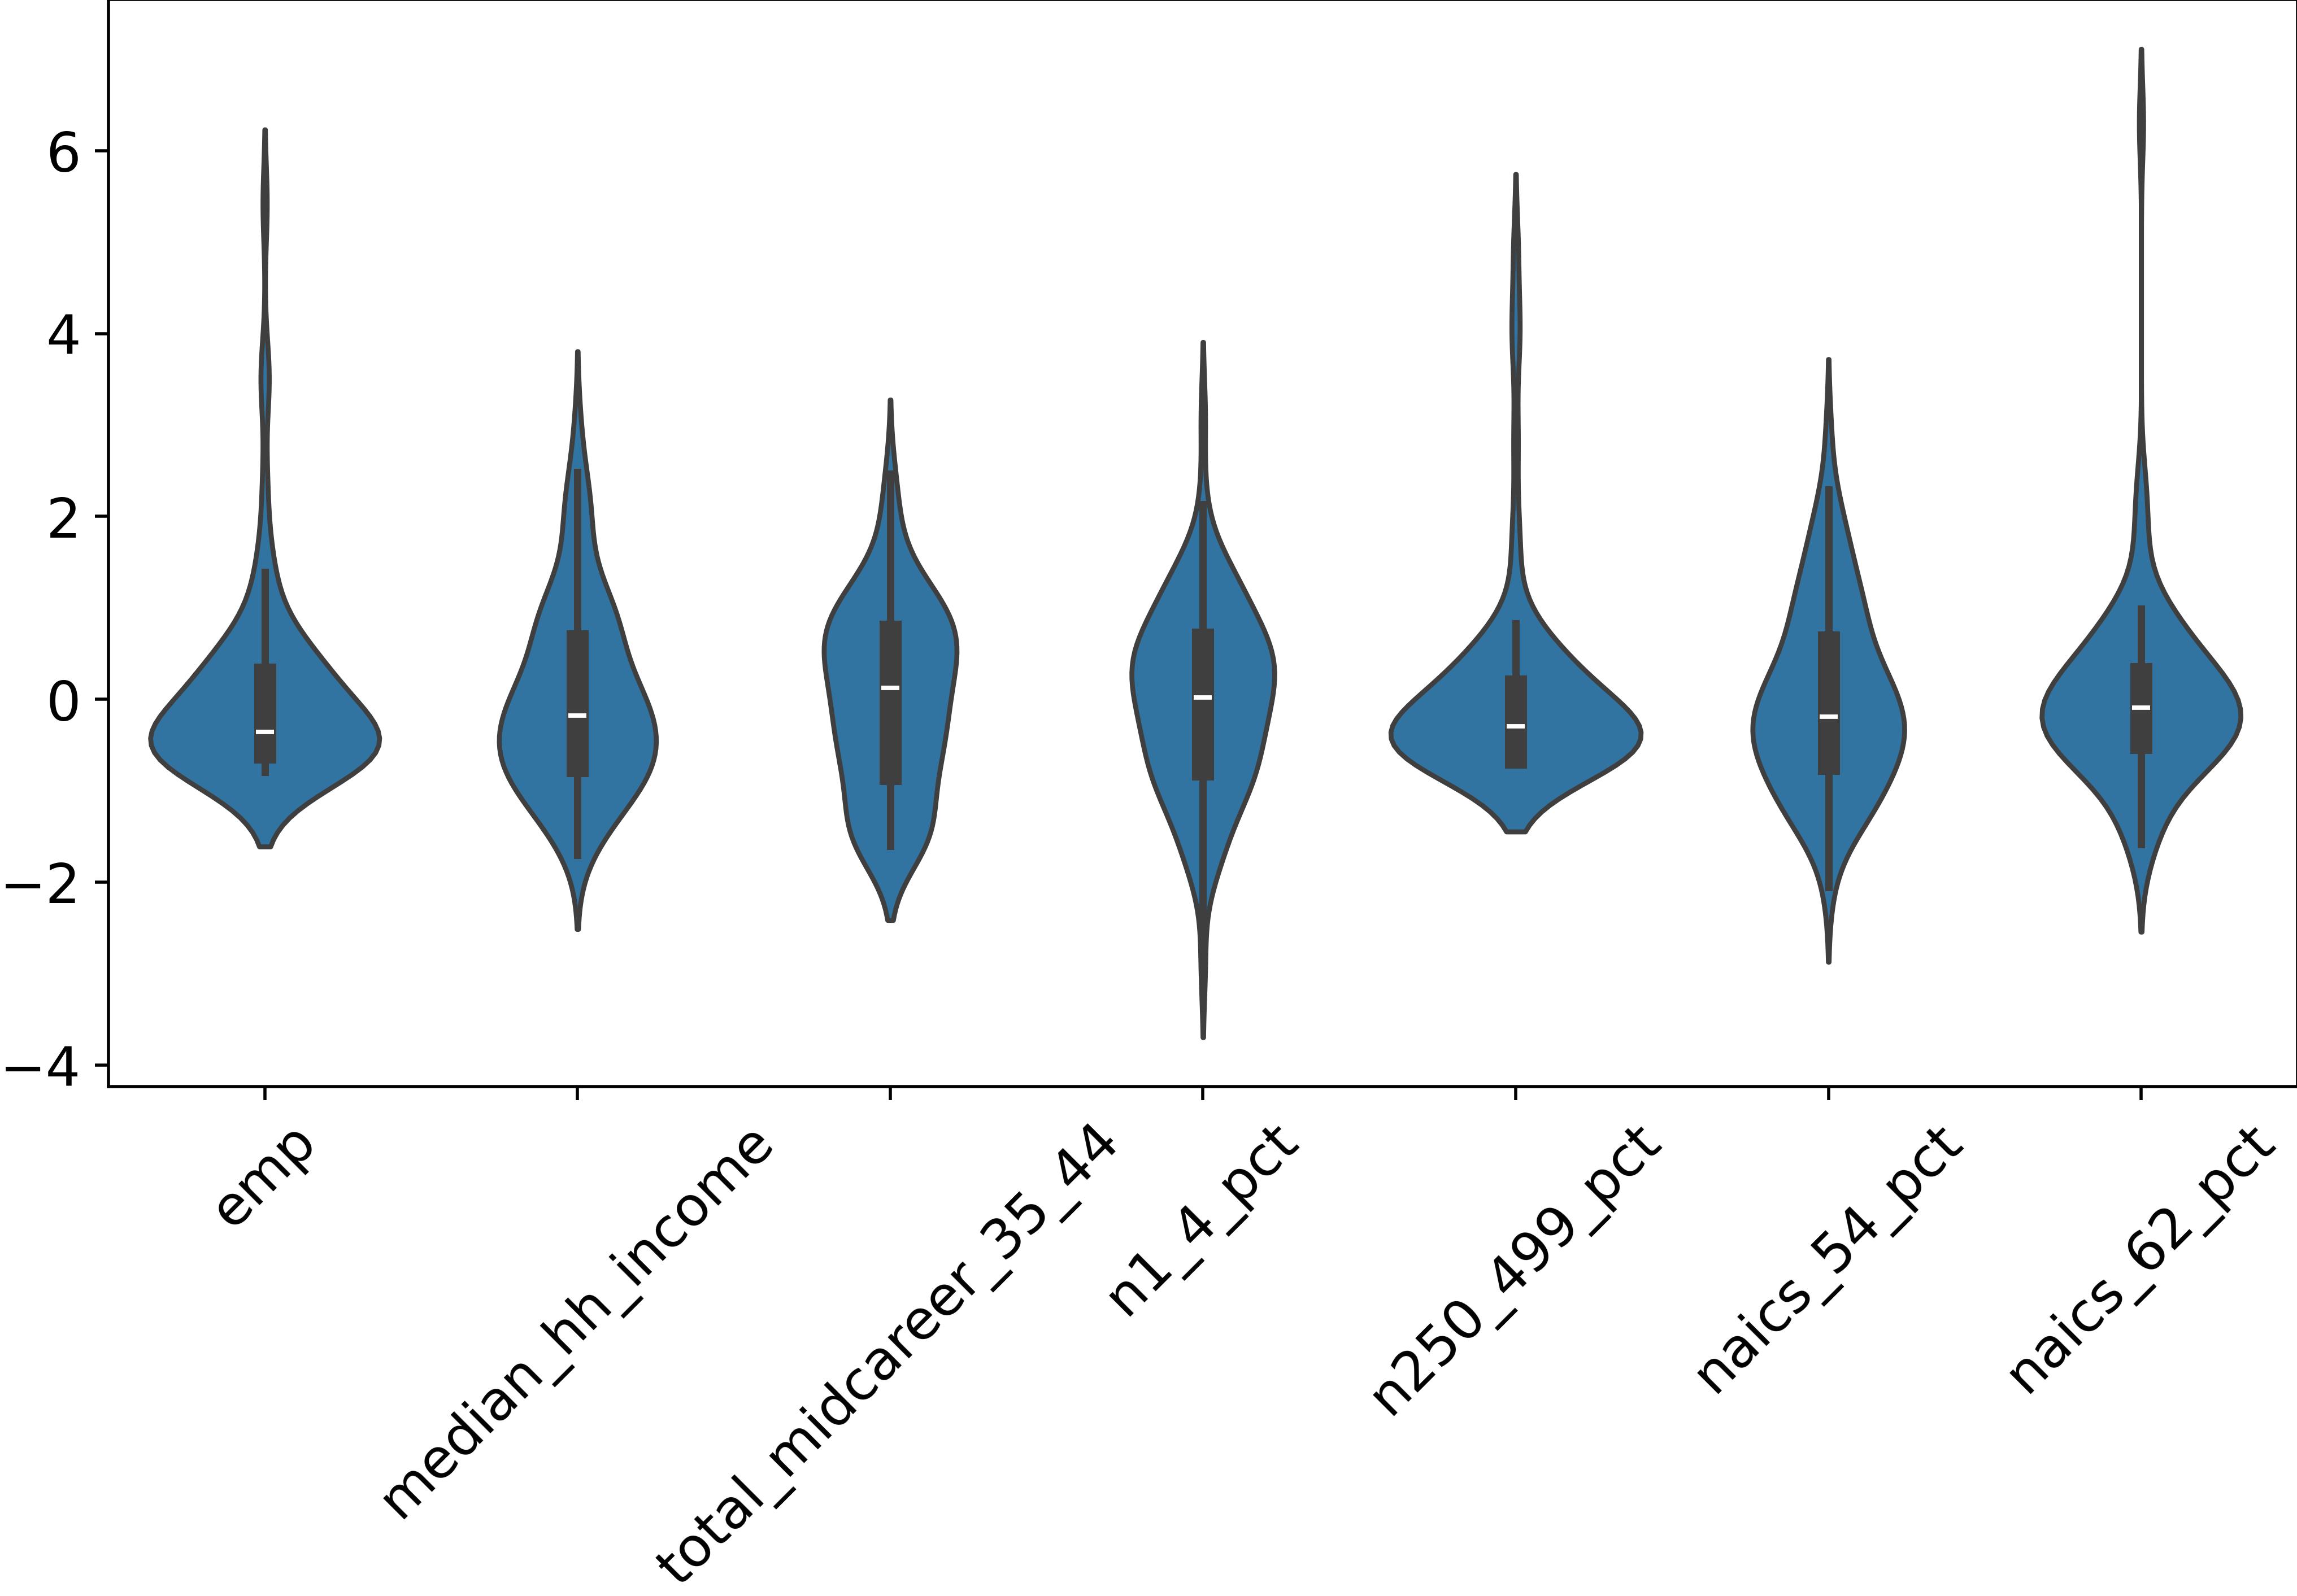 6
4
2
0
−2
−4
emp
median_hh_income
total_midcareer_35_44
n1_4_pct
n250_499_pct
naics_54_pct
naics_62_pct